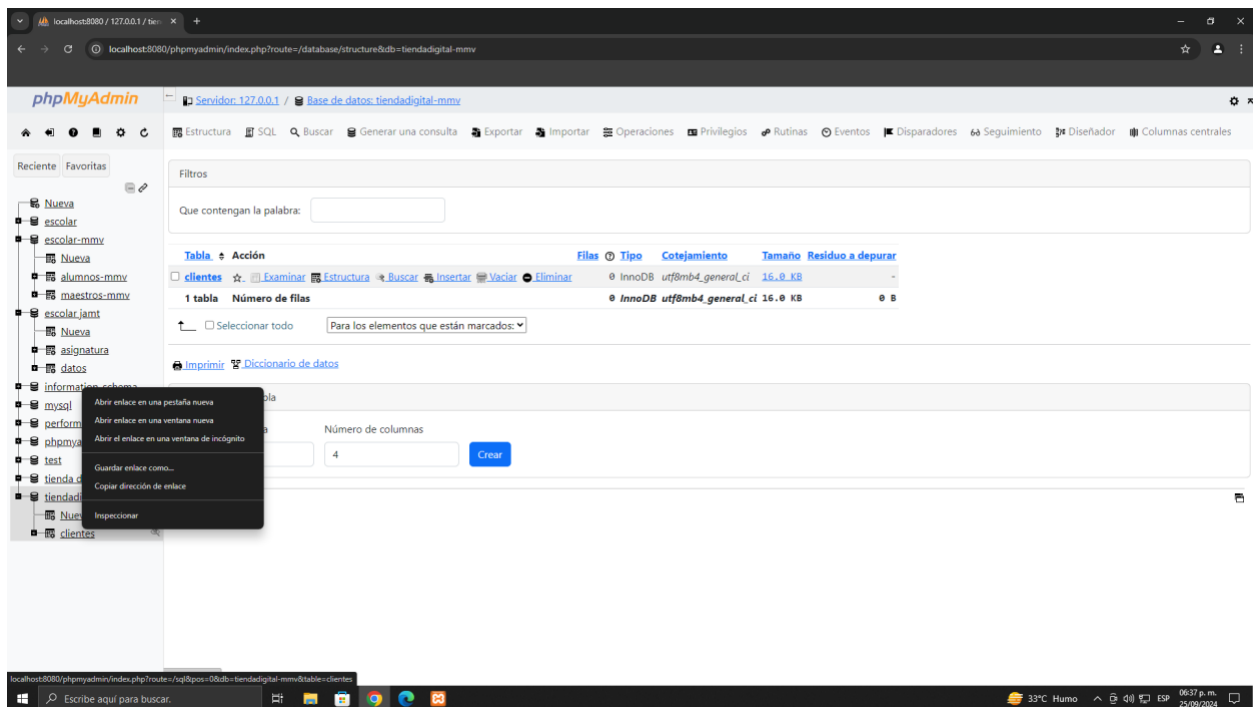 localhost:8080 / 127.0.0.1 / tien
localhost:8080/phpmyadmin/index.php?route=/database/structure&db=tiendadigital-mmv
phpMyAdmin
Servidor: 127.0.0.1 / Base de datos: tiendadigital-mmv
Estructura SQL Buscar Generar una consulta Exportar Importar Operaciones Privilegios Rutinas Eventos Disparadores Seguimiento Diseñador Columnas centrales
Reciente Favoritas
Nueva
escolar
escolar-mmv
Nueva
alumnos-mmv
maestros-mmv
escolar jamt
Nueva
asignatura
datos
information_schema
mysql
perform
phpmya
test
tienda d
tiendadi
Nuev
clientes
Filtros
Que contengan la palabra:
Tabla Acción Filas Tipo Cotejamiento Tamaño Residuo a depurar
clientes Examinar Estructura Buscar Insertar Vaciar Eliminar 0 InnoDB utf8mb4_general_ci 16.0 KB -
1 tabla Número de filas 0 InnoDB utf8mb4_general_ci 16.0 KB 0 B
Seleccionar todo Para los elementos que están marcados:
Imprimir Diccionario de datos
bla
a Número de columnas
4 Crear
Abrir enlace en una pestaña nueva
Abrir enlace en una ventana nueva
Abrir el enlace en una ventana de incógnito
Guardar enlace como...
Copiar dirección de enlace
Inspeccionar
localhost:8080/phpmyadmin/index.php?route=/sql&pos=0&db=tiendadigital-mmv&table=clientes
Escribe aquí para buscar.
33°C Humo ESP 06:37 p. m.
25/09/2024